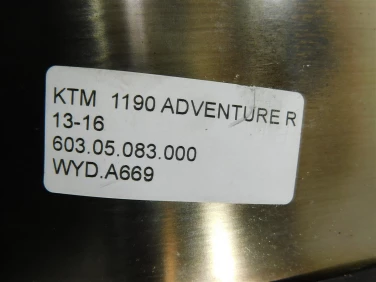 KTM 1190 ADVENTURE R
13-16
603.05.083.000
WYD.A669